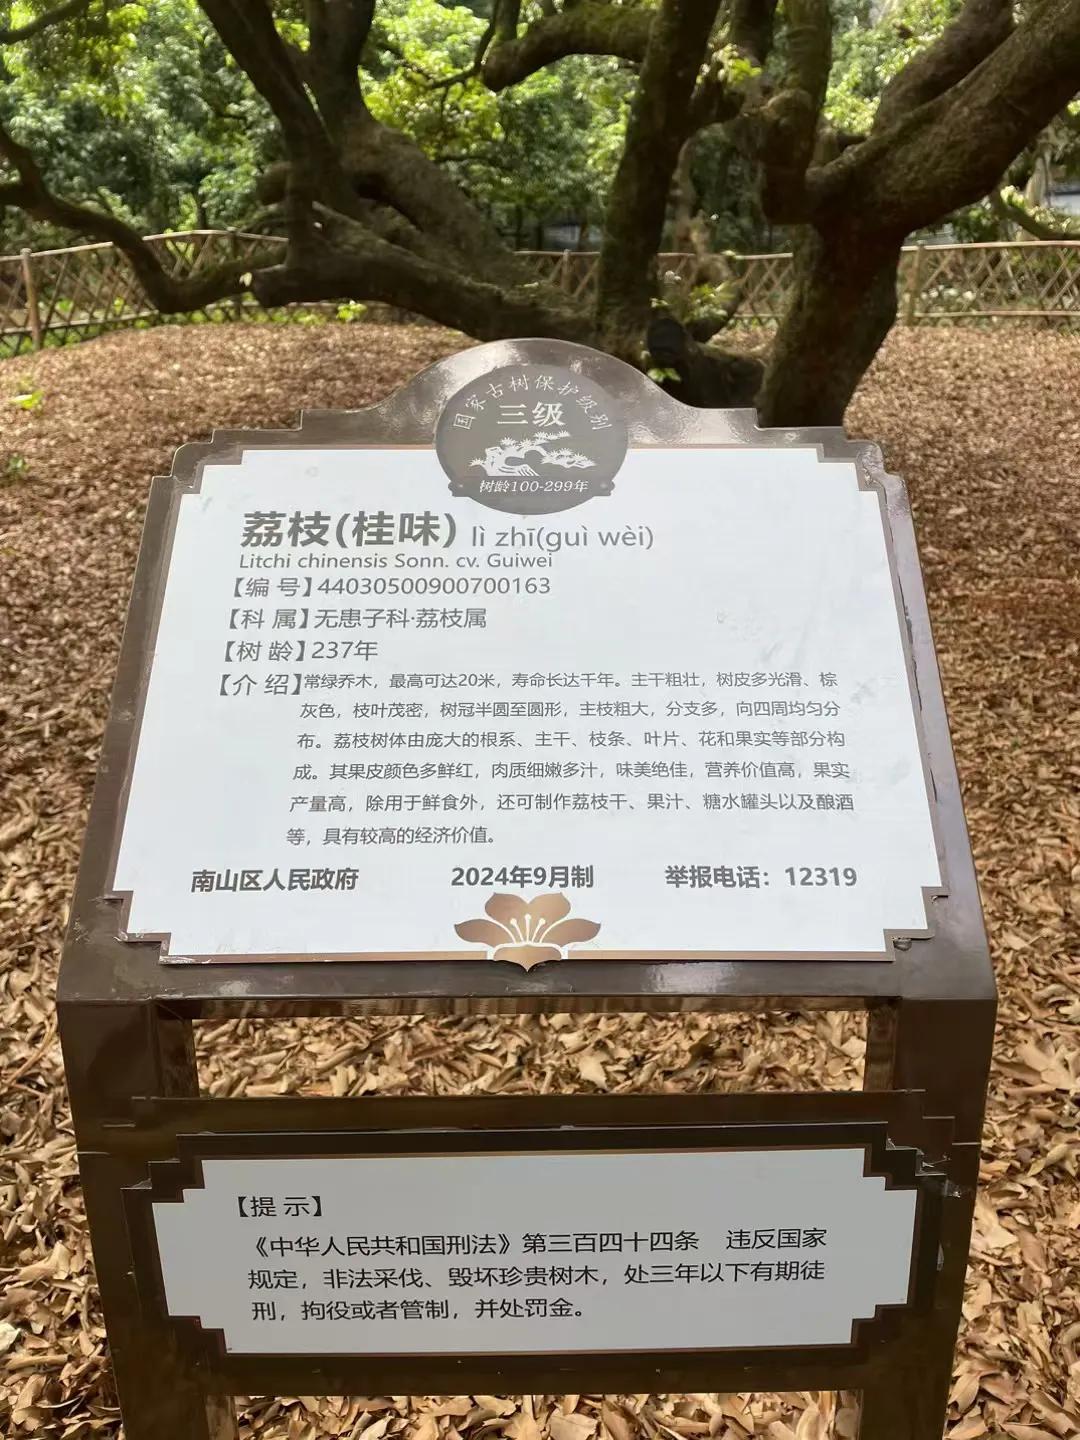 国家古树保护级别
三级
树龄100-299年
荔枝(桂味) lì zhī(guì wèi)
Litchi chinensis Sonn. cv. Guiwei
【编 号】44030500900700163
【科 属】无患子科·荔枝属
【树 龄】237年
【介 绍】常绿乔木，最高可达20米，寿命长达千年。主干粗壮，树皮多光滑、棕
灰色，枝叶茂密，树冠半圆至圆形，主枝粗大，分支多，向四周均匀分
布。荔枝树体由庞大的根系、主干、枝条、叶片、花和果实等部分构
成。其果皮颜色多鲜红，肉质细嫩多汁，味美绝佳，营养价值高，果实
产量高，除用于鲜食外，还可制作荔枝干、果汁、糖水罐头以及酿酒
等，具有较高的经济价值。
南山区人民政府 2024年9月制 举报电话：12319
【提 示】
《中华人民共和国刑法》第三百四十四条 违反国家
规定，非法采伐、毁坏珍贵树木，处三年以下有期徒
刑，拘役或者管制，并处罚金。